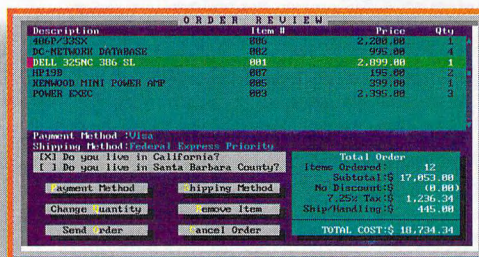 ORDER REVIEW
Description Item # Price Qty
486P/33SX 006 2,208.00 1
DC-NETWORK DATABASE 002 995.00 4
DELL 325NC 386 SL 001 2,899.00 1
HP19B 007 195.00 2
KENWOOD MINI POWER AMP 005 399.00 1
POWER EXEC 003 2,395.00 3
Payment Method :Visa
Shipping Method:Federal Express Priority
[X] Do you live in California?
[ ] Do you live in Santa Barbara County?
Payment Method Shipping Method
Change Quantity Remove Item
Send Order Cancel Order
Total Order
Items Ordered: 12
Subtotal:$ 17,053.00
No Discount:$ (0.00)
7.25% Tax:$ 1,236.34
Ship/Handling:$ 445.00
TOTAL COST:$ 18,734.34